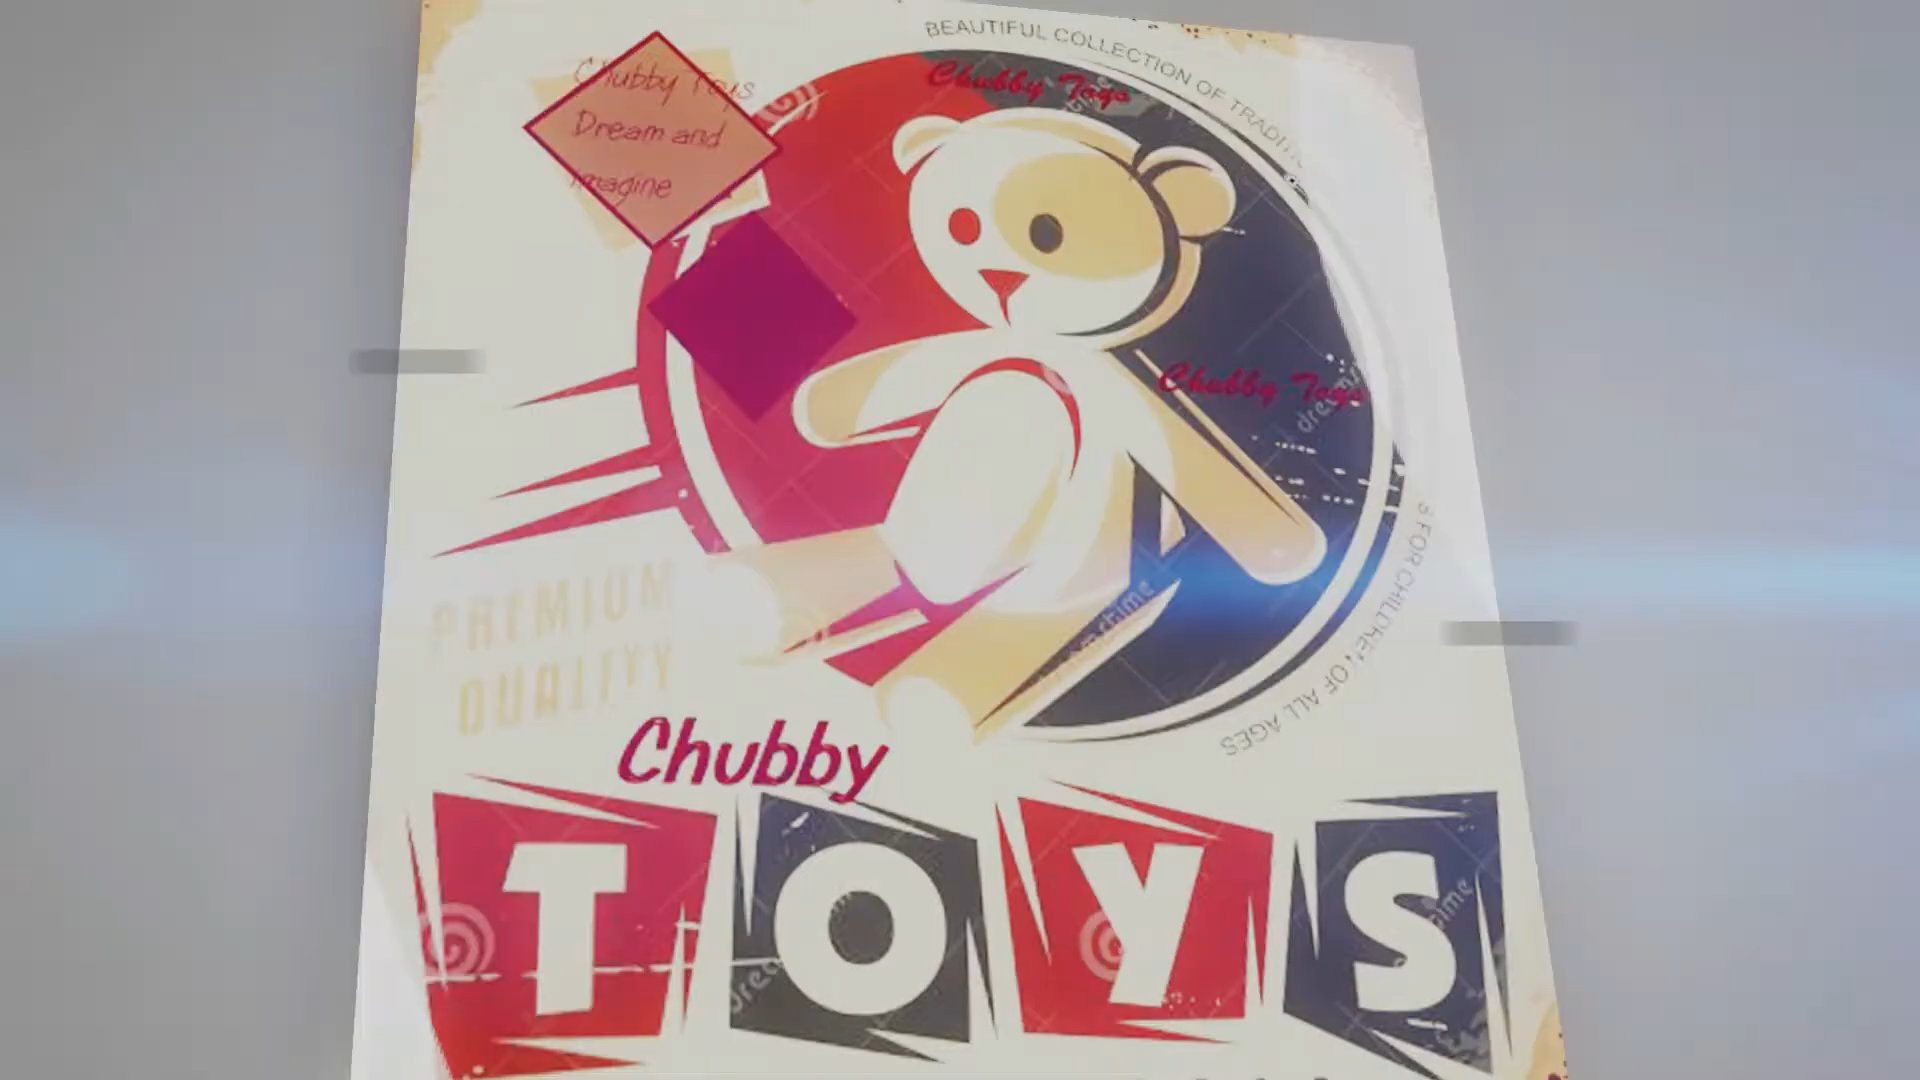 Chubby Toys
Dream and
imagine
BEAUTIFUL COLLECTION OF
Chubby Toys
Chubby Toys
dreamstime
S FOR CHILDREN OF ALL AGES
PREMIUM
QUALITY
Chubby
TOYS